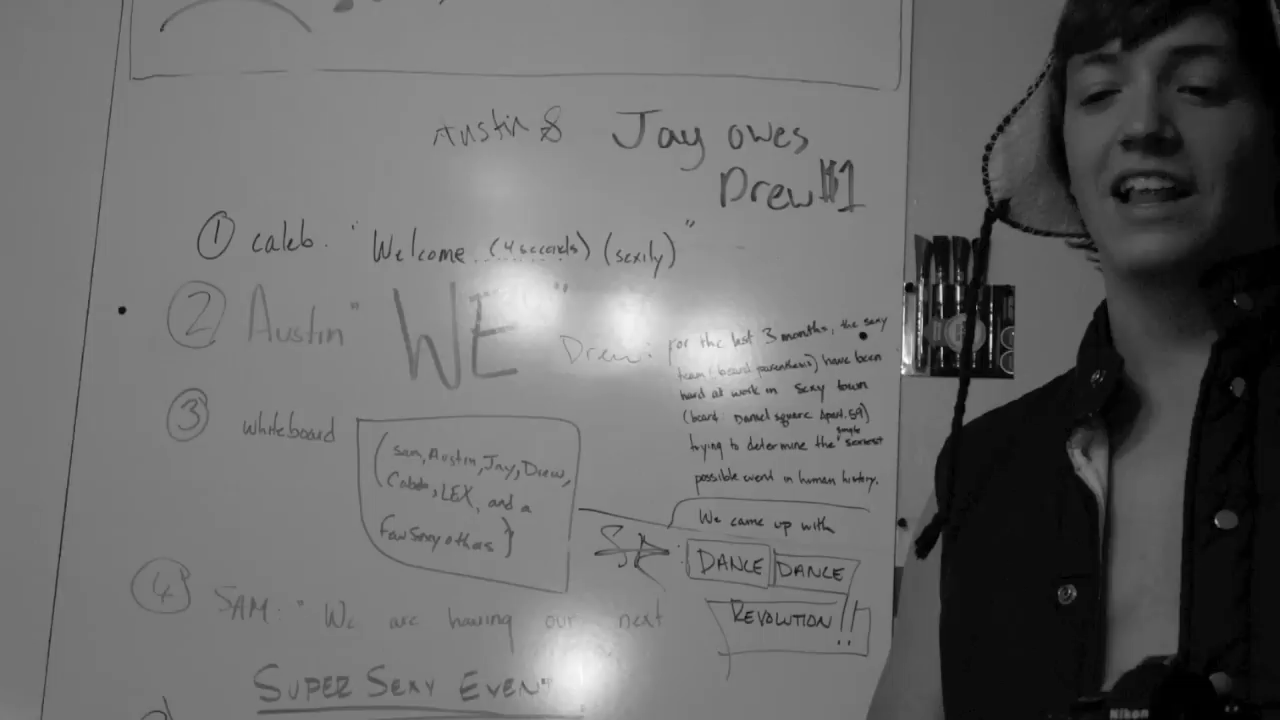 Austin &
Jay owes
Drew $1
① caleb. "Welcome (4 seconds) (sexily)"
② Austin "WE"
Drew: for the last 3 months, the sexy
team (board parenthesis) have been
hard at work in sexy town
(board: Daniel square Apart. 59)
trying to determine the single sexiest
possible event in human history.
③ whiteboard
(Sam, Austin, Jay, Drew,
Caleb, LEX, and a
few sexy others)
We came up with
DANCE DANCE
REVOLUTION!!
④ SAM: "We are having our next
SUPER SEXY EVENT
Nikon